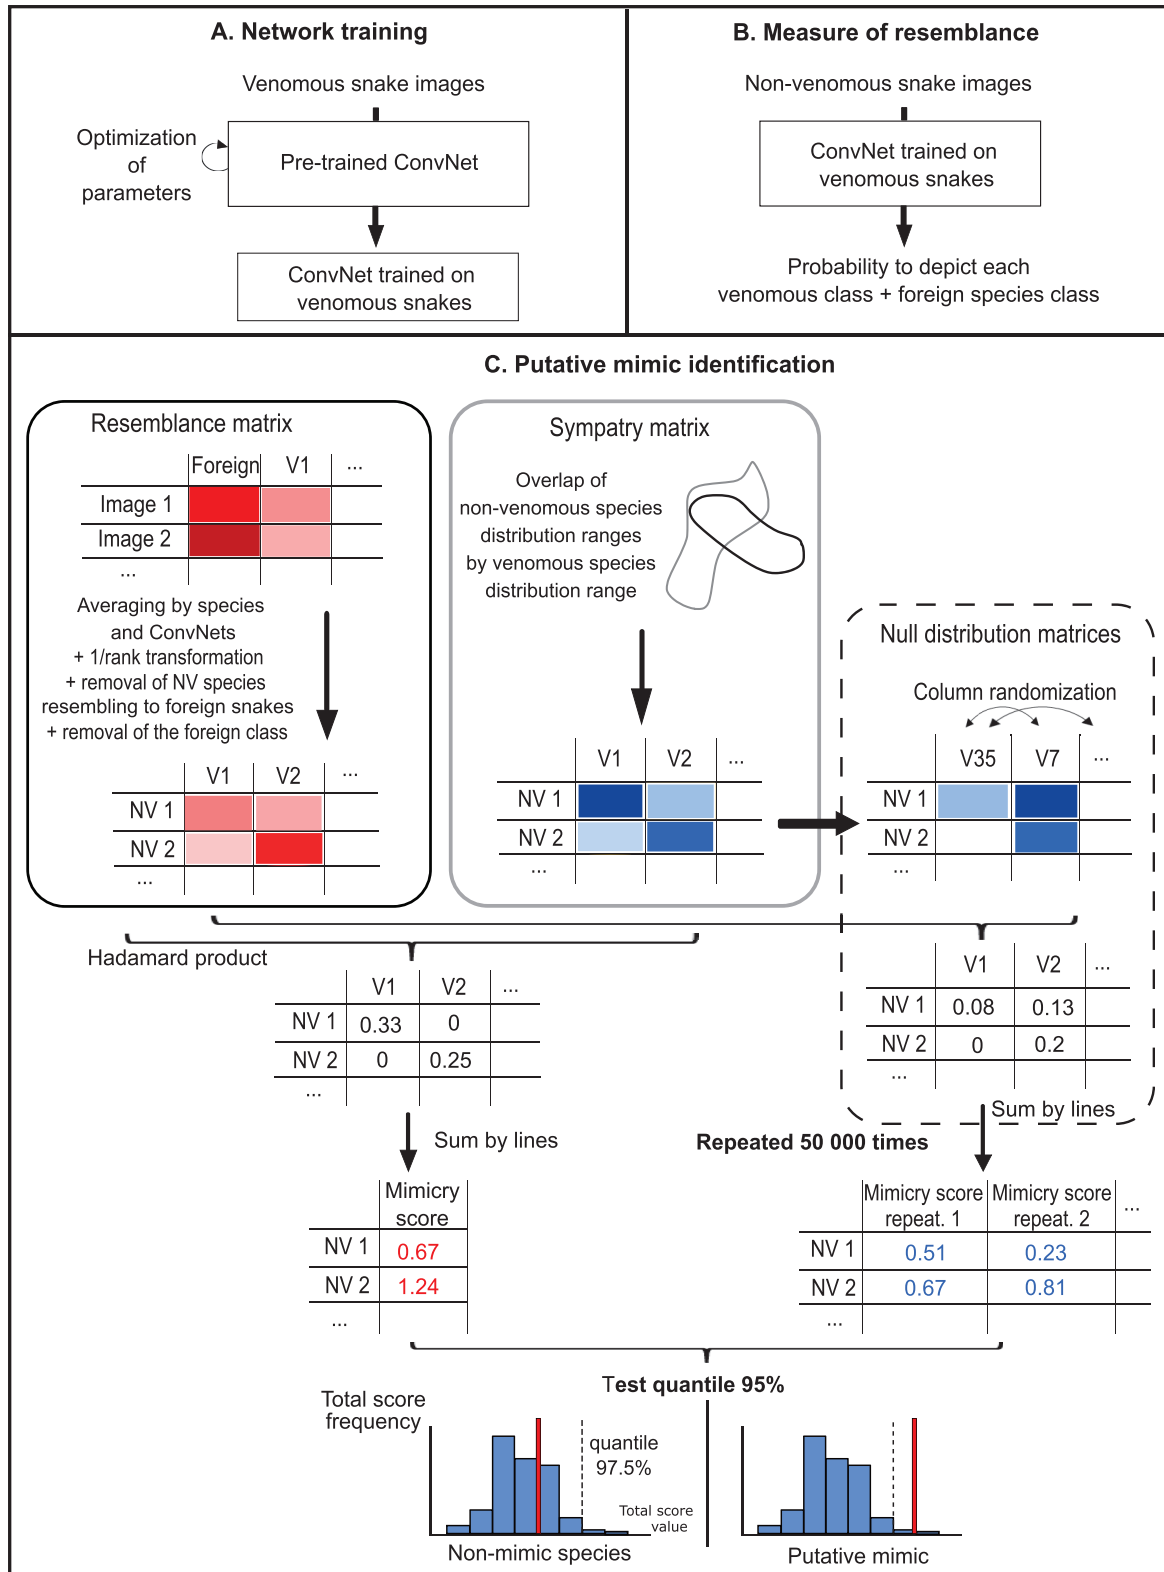 A. Network training
Venomous snake images
Optimization
of
parameters
Pre-trained ConvNet
ConvNet trained on
venomous snakes
B. Measure of resemblance
Non-venomous snake images
ConvNet trained on
venomous snakes
Probability to depict each
venomous class + foreign species class
C. Putative mimic identification
Resemblance matrix
Foreign V1 ...
Image 1
Image 2
...
Averaging by species
and ConvNets
+ 1/rank transformation
+ removal of NV species
resembling to foreign snakes
+ removal of the foreign class
V1 V2 ...
NV 1
NV 2
...
Sympatry matrix
Overlap of
non-venomous species
distribution ranges
by venomous species
distribution range
V1 V2 ...
NV 1
NV 2
...
Null distribution matrices
Column randomization
V35 V7 ...
NV 1
NV 2
...
Hadamard product
V1 V2 ...
NV 1 0.33 0
NV 2 0 0.25
...
V1 V2 ...
NV 1 0.08 0.13
NV 2 0 0.2
...
Sum by lines
Sum by lines
Repeated 50 000 times
Mimicry
score
NV 1 0.67
NV 2 1.24
...
Mimicry score Mimicry score ...
repeat. 1 repeat. 2
NV 1 0.51 0.23
NV 2 0.67 0.81
...
Test quantile 95%
Total score
frequency
quantile
97.5%
Total score
value
Non-mimic species
Putative mimic